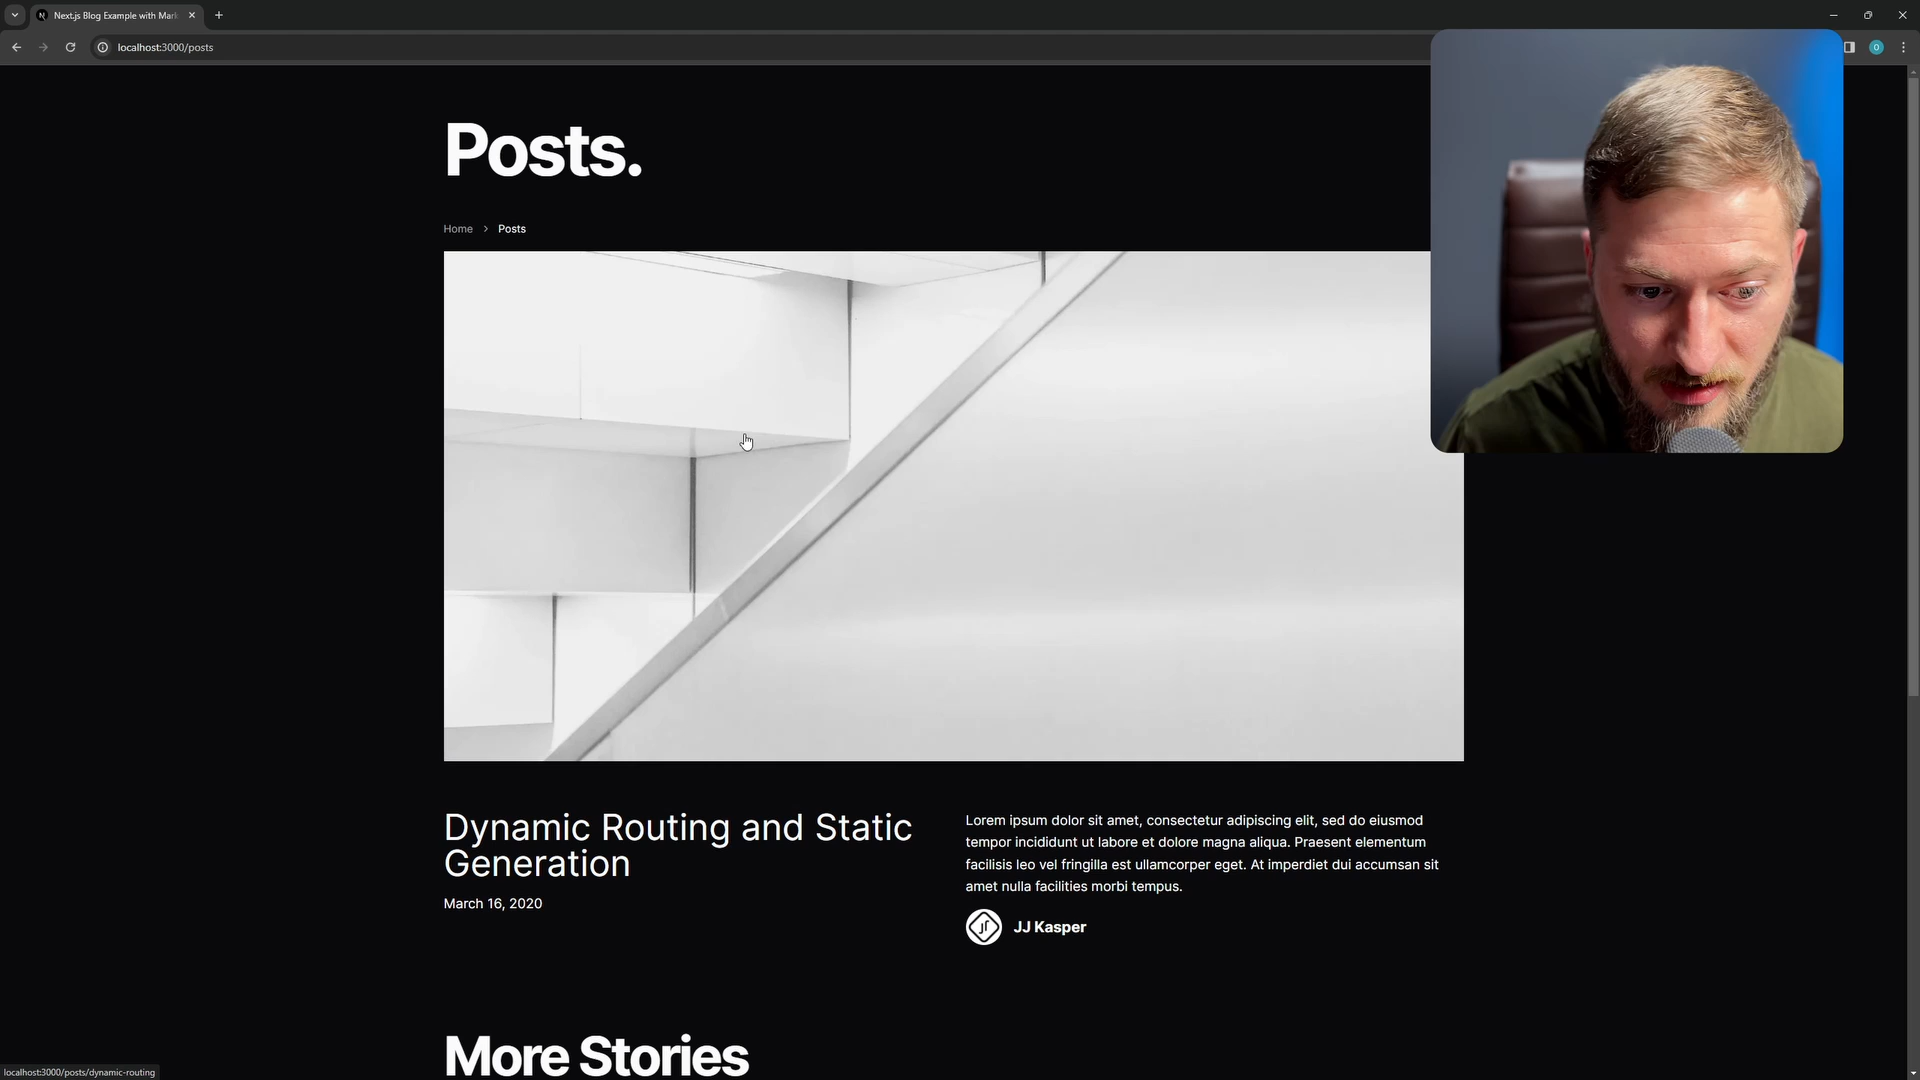 Next.js Blog Example with Mar
localhost:3000/posts
O
Posts.
Home > Posts
Dynamic Routing and Static
Generation
March 16, 2020
Lorem ipsum dolor sit amet, consectetur adipiscing elit, sed do eiusmod
tempor incididunt ut labore et dolore magna aliqua. Praesent elementum
facilisis leo vel fringilla est ullamcorper eget. At imperdiet dui accumsan sit
amet nulla facilities morbi tempus.
JJ Kasper
More Stories
localhost:3000/posts/dynamic-routing